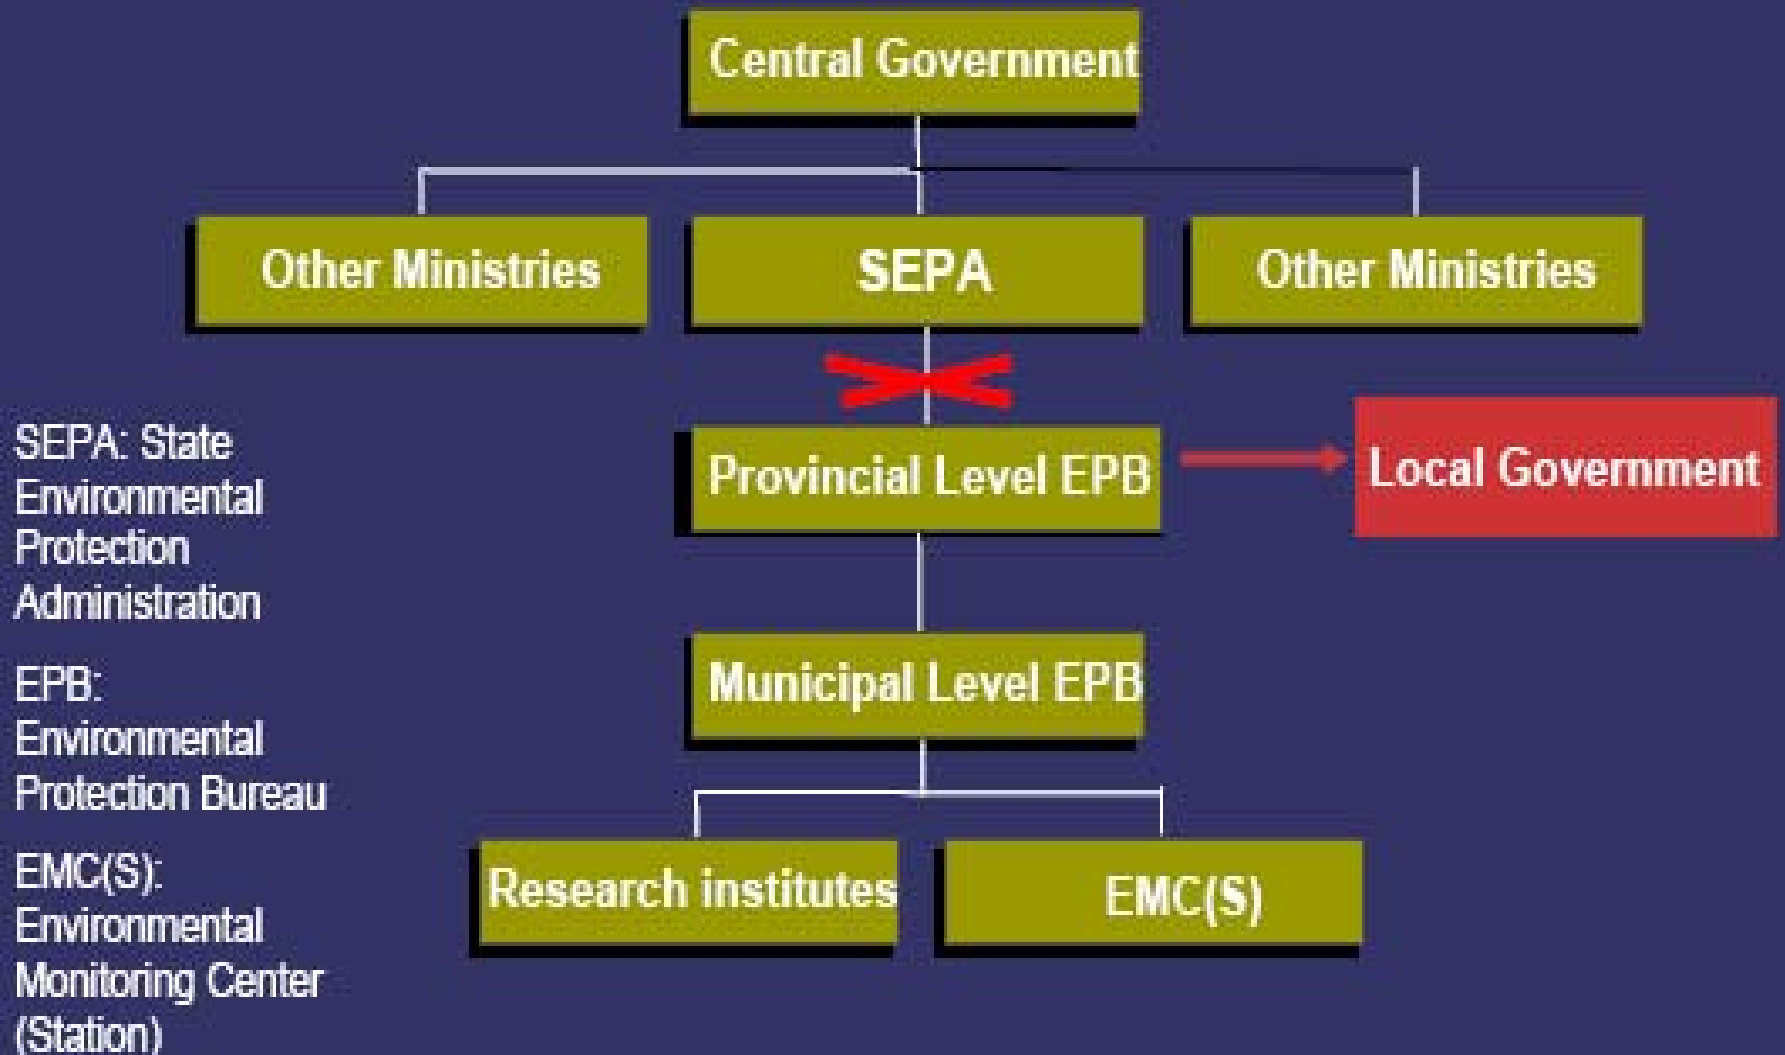 Central Government
Other Ministries
SEPA
Other Ministries
SEPA: State
Environmental
Protection
Administration
Provincial Level EPB
Local Government
EPB:
Environmental
Protection Bureau
Municipal Level EPB
EMC(S):
Environmental
Monitoring Center
(Station)
Research institutes
EMC(S)